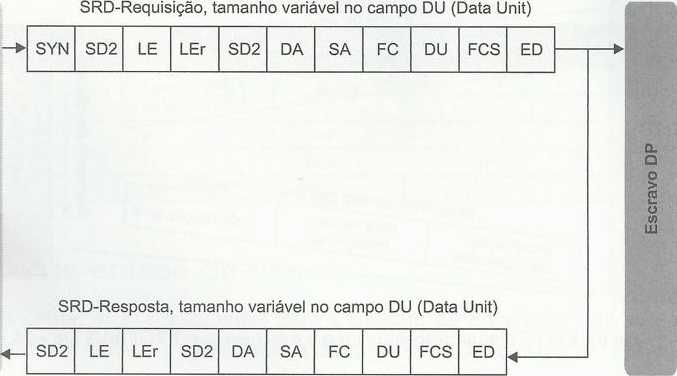 SRD-Requisição, tamanho variável no campo DU (Data Unit)
SYN SD2 LE LEr SD2 DA SA FC DU FCS ED
Escravo DP
SRD-Resposta, tamanho variável no campo DU (Data Unit)
SD2 LE LEr SD2 DA SA FC DU FCS ED